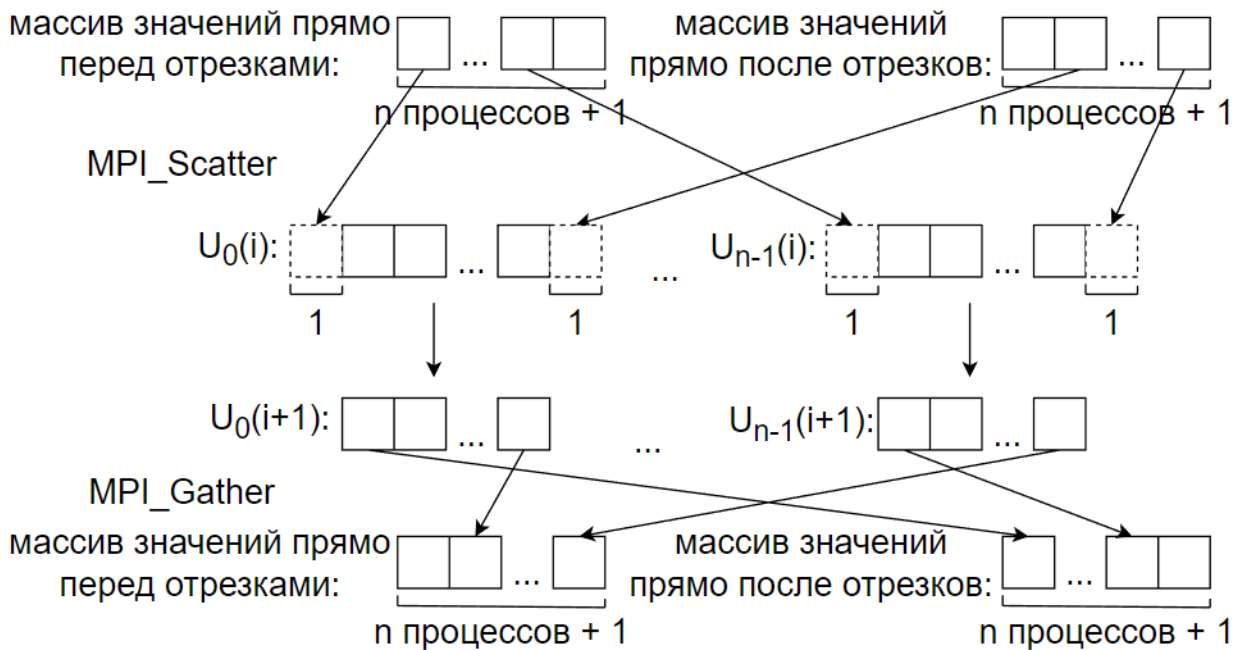 массив значений прямо
перед отрезками:
...
n процессов + 1
массив значений
прямо после отрезков:
...
n процессов + 1
MPI_Scatter
U0(i):
...
1
1
...
Un-1(i):
...
1
1
U0(i+1):
...
...
Un-1(i+1):
...
MPI_Gather
массив значений прямо
перед отрезками:
...
n процессов + 1
массив значений
прямо после отрезков:
...
n процессов + 1